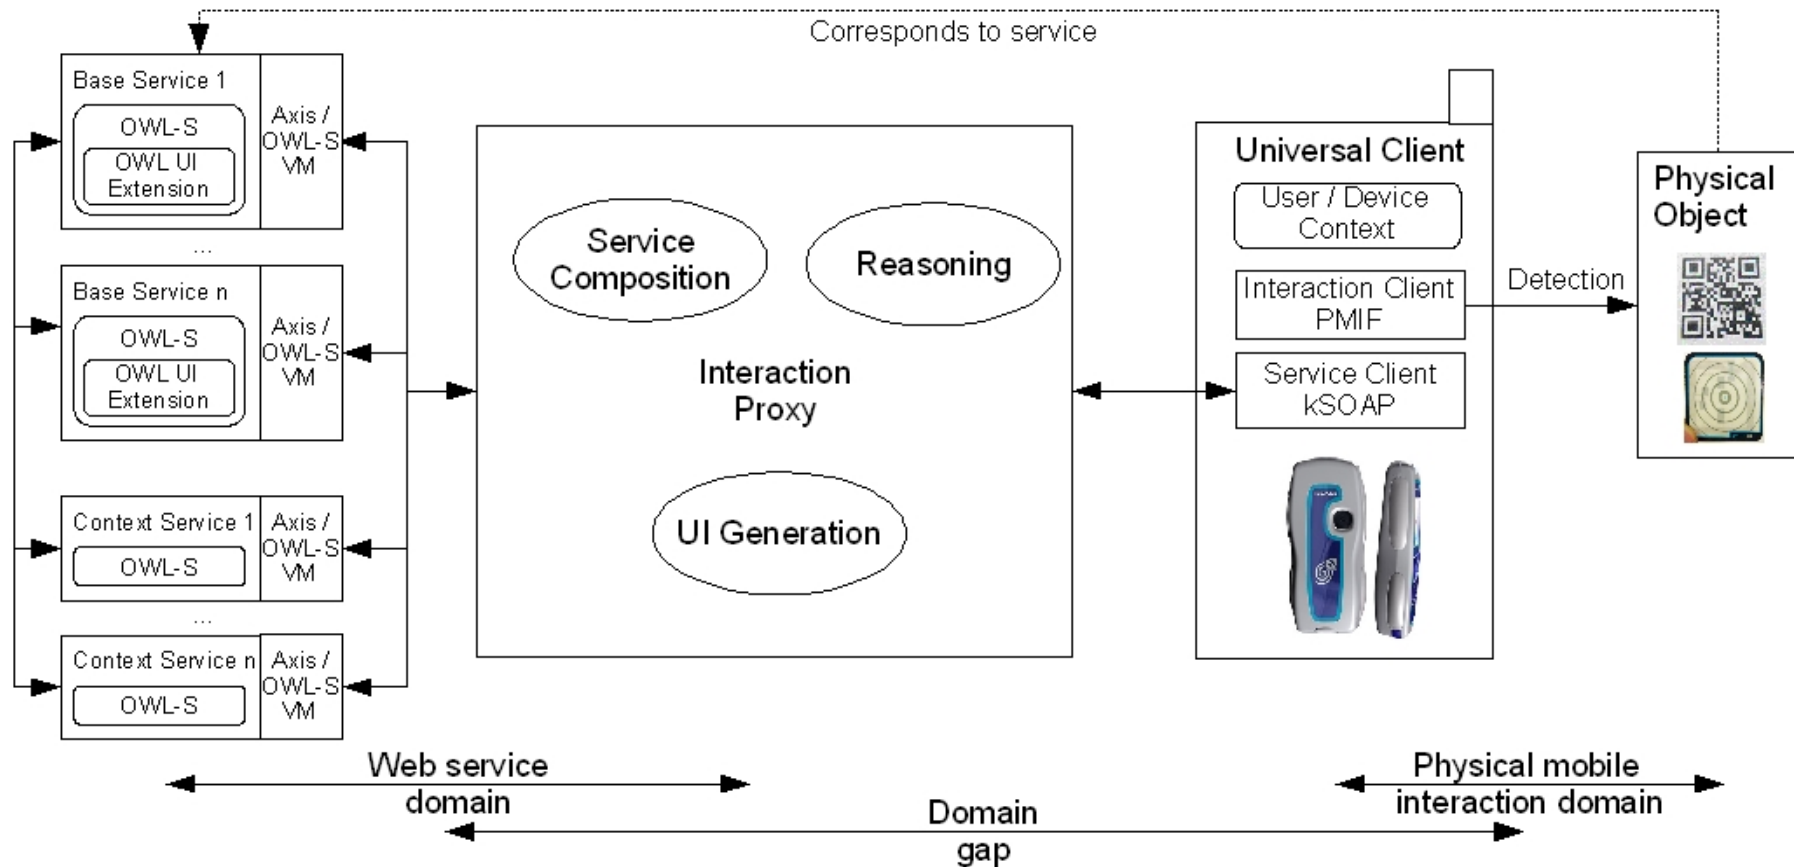 Corresponds to service
Base Service 1
OWL-S
OWL UI
Extension
Axis /
OWL-S
VM
...
Base Service n
OWL-S
OWL UI
Extension
Axis /
OWL-S
VM
Context Service 1
OWL-S
Axis /
OWL-S
VM
...
Context Service n
OWL-S
Axis /
OWL-S
VM
Service
Composition
Reasoning
Interaction
Proxy
UI Generation
Universal Client
User / Device
Context
Interaction Client
PMIF
Service Client
kSOAP
Detection
Physical
Object
Web service
domain
Domain
gap
Physical mobile
interaction domain